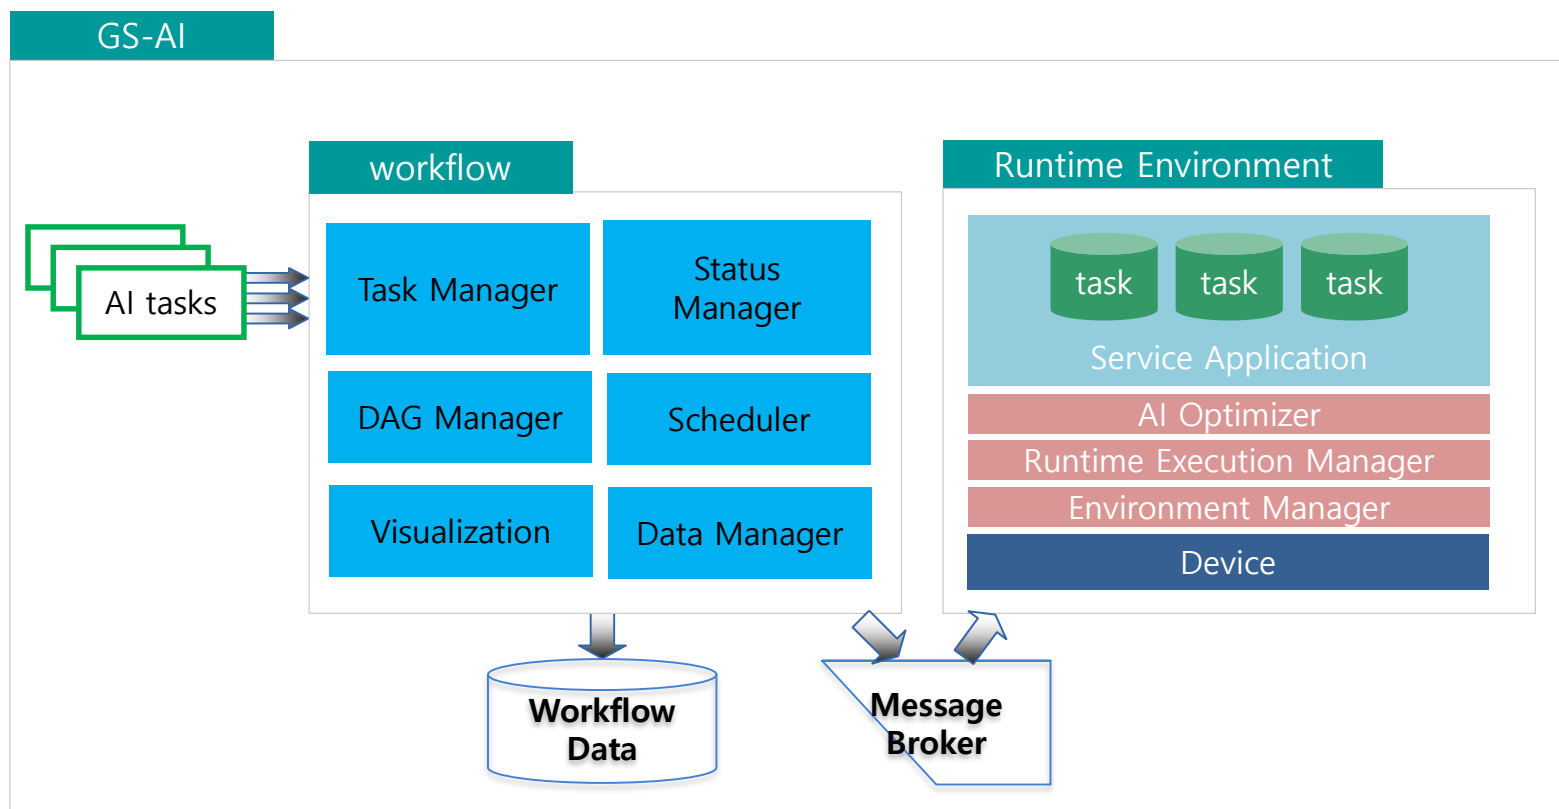 GS-AI
workflow
Runtime Environment
AI tasks
Task Manager
Status
Manager
DAG Manager
Scheduler
Visualization
Data Manager
task
task
task
Service Application
AI Optimizer
Runtime Execution Manager
Environment Manager
Device
Workflow
Data
Message
Broker